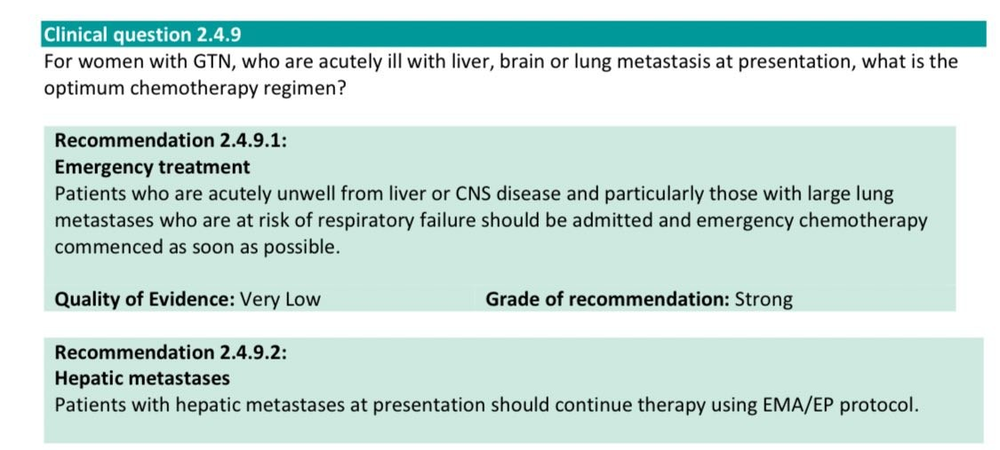 Clinical question 2.4.9
For women with GTN, who are acutely ill with liver, brain or lung metastasis at presentation, what is the
optimum chemotherapy regimen?
Recommendation 2.4.9.1:
Emergency treatment
Patients who are acutely unwell from liver or CNS disease and particularly those with large lung
metastases who are at risk of respiratory failure should be admitted and emergency chemotherapy
commenced as soon as possible.
Quality of Evidence: Very Low Grade of recommendation: Strong
Recommendation 2.4.9.2:
Hepatic metastases
Patients with hepatic metastases at presentation should continue therapy using EMA/EP protocol.